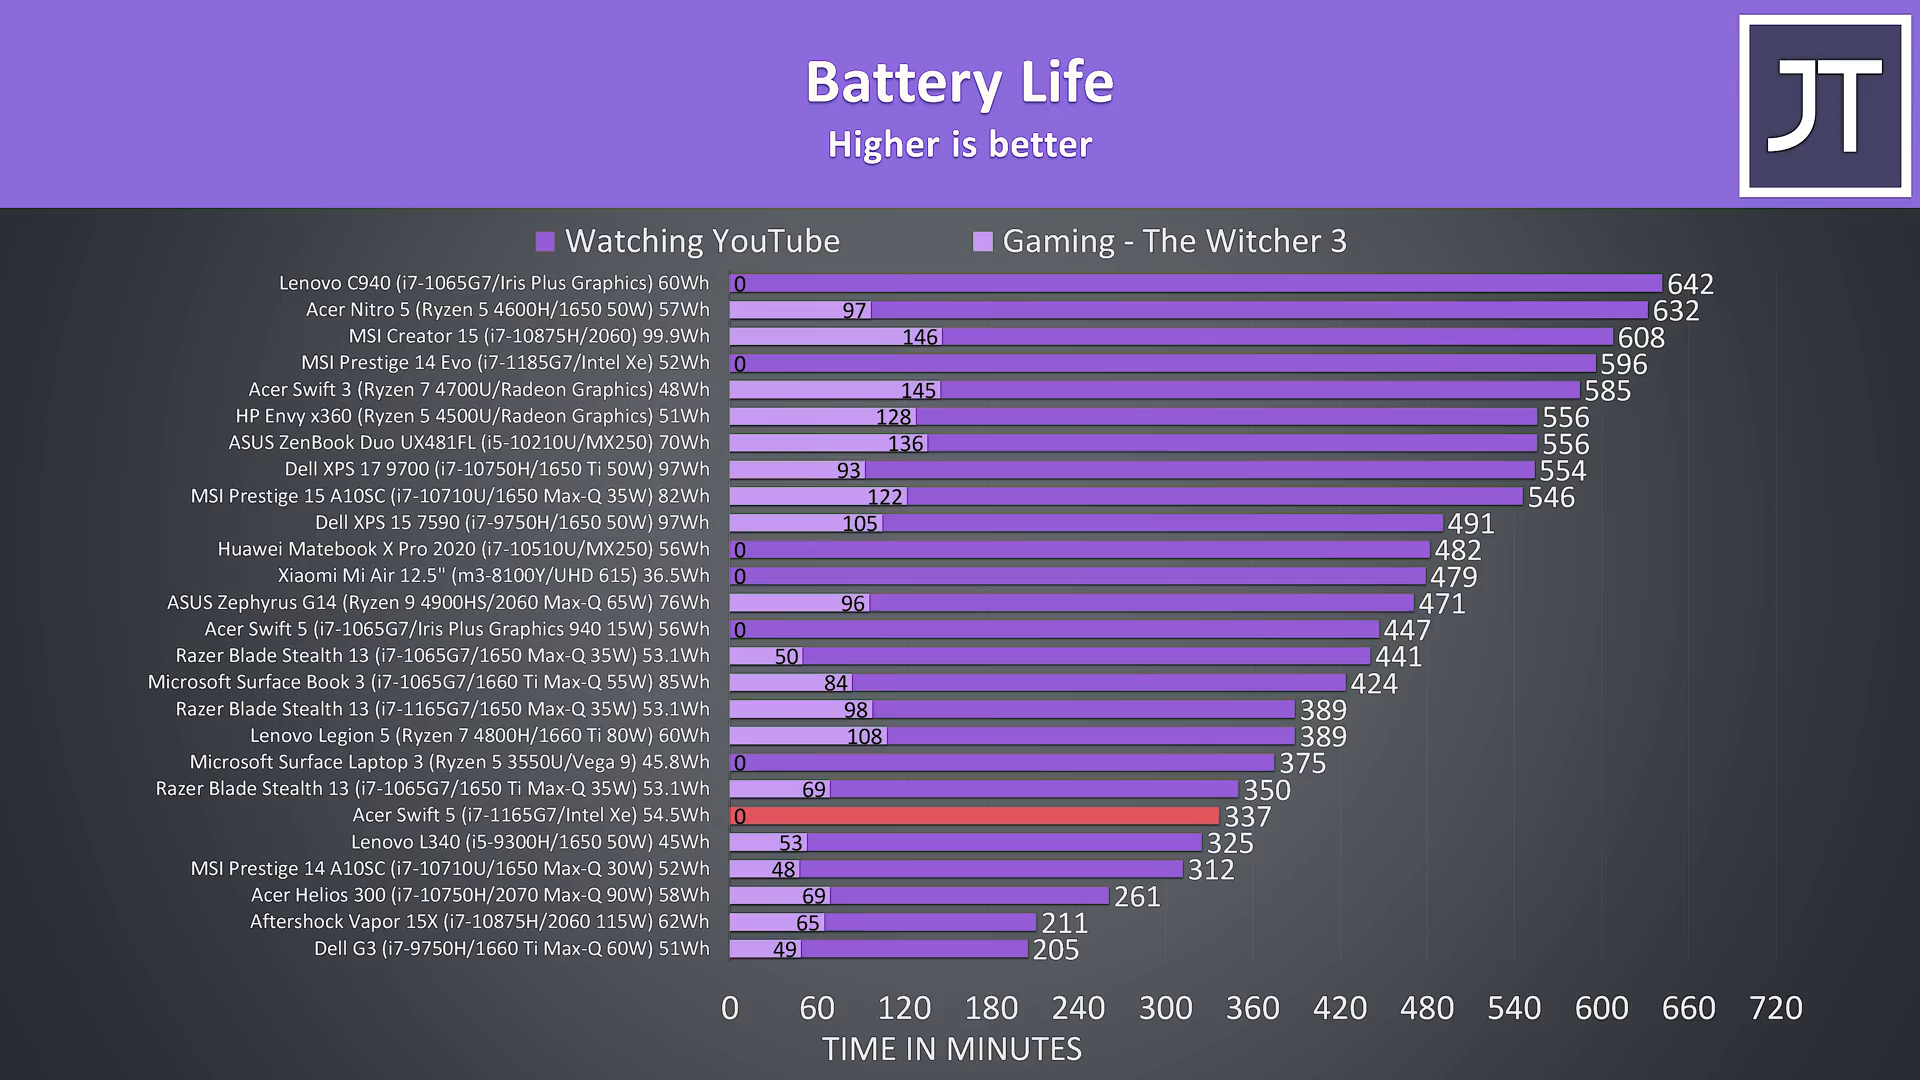 Battery Life
Higher is better
JT
Watching YouTube Gaming - The Witcher 3
Lenovo C940 (i7-1065G7/Iris Plus Graphics) 60Wh 0 642
Acer Nitro 5 (Ryzen 5 4600H/1650 50W) 57Wh 97 632
MSI Creator 15 (i7-10875H/2060) 99.9Wh 146 608
MSI Prestige 14 Evo (i7-1185G7/Intel Xe) 52Wh 0 596
Acer Swift 3 (Ryzen 7 4700U/Radeon Graphics) 48Wh 145 585
HP Envy x360 (Ryzen 5 4500U/Radeon Graphics) 51Wh 128 556
ASUS ZenBook Duo UX481FL (i5-10210U/MX250) 70Wh 136 556
Dell XPS 17 9700 (i7-10750H/1650 Ti 50W) 97Wh 93 554
MSI Prestige 15 A10SC (i7-10710U/1650 Max-Q 35W) 82Wh 122 546
Dell XPS 15 7590 (i7-9750H/1650 50W) 97Wh 105 491
Huawei Matebook X Pro 2020 (i7-10510U/MX250) 56Wh 0 482
Xiaomi Mi Air 12.5" (m3-8100Y/UHD 615) 36.5Wh 0 479
ASUS Zephyrus G14 (Ryzen 9 4900HS/2060 Max-Q 65W) 76Wh 96 471
Acer Swift 5 (i7-1065G7/Iris Plus Graphics 940 15W) 56Wh 0 447
Razer Blade Stealth 13 (i7-1065G7/1650 Max-Q 35W) 53.1Wh 50 441
Microsoft Surface Book 3 (i7-1065G7/1660 Ti Max-Q 55W) 85Wh 84 424
Razer Blade Stealth 13 (i7-1165G7/1650 Max-Q 35W) 53.1Wh 98 389
Lenovo Legion 5 (Ryzen 7 4800H/1660 Ti 80W) 60Wh 108 389
Microsoft Surface Laptop 3 (Ryzen 5 3550U/Vega 9) 45.8Wh 0 375
Razer Blade Stealth 13 (i7-1065G7/1650 Ti Max-Q 35W) 53.1Wh 69 350
Acer Swift 5 (i7-1165G7/Intel Xe) 54.5Wh 0 337
Lenovo L340 (i5-9300H/1650 50W) 45Wh 53 325
MSI Prestige 14 A10SC (i7-10710U/1650 Max-Q 30W) 52Wh 48 312
Acer Helios 300 (i7-10750H/2070 Max-Q 90W) 58Wh 69 261
Aftershock Vapor 15X (i7-10875H/2060 115W) 62Wh 65 211
Dell G3 (i7-9750H/1660 Ti Max-Q 60W) 51Wh 49 205
0 60 120 180 240 300 360 420 480 540 600 660 720
TIME IN MINUTES